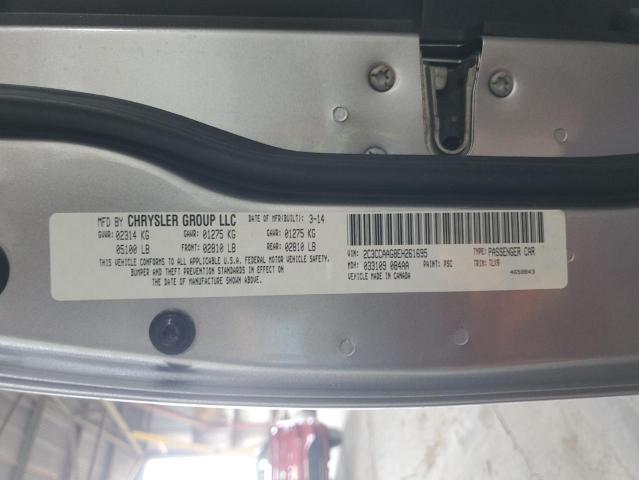 MFD BY CHRYSLER GROUP LLC DATE OF MFR(BUILT): 3-14
GVWR: 02314 KG GAWR: 01275 KG GAWR: 01275 KG
05100 LB FRONT: 02810 LB REAR: 02810 LB
THIS VEHICLE CONFORMS TO ALL APPLICABLE U.S.A. FEDERAL MOTOR VEHICLE SAFETY,
BUMPER AND THEFT PREVENTION STANDARDS IN EFFECT ON
THE DATE OF MANUFACTURE SHOWN ABOVE.
VIN: 2C3CCAAG8EH261695 TYPE: PASSENGER CAR
MDH: 033109 084AA PAINT: PSC TRIM: TLX9
VEHICLE MADE IN CANADA 4658843